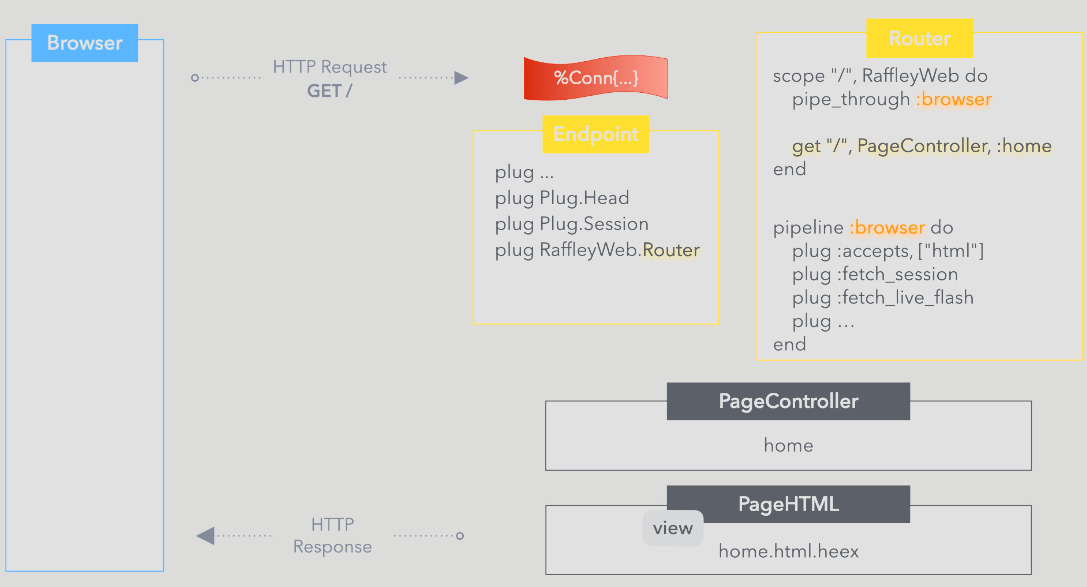 Browser
HTTP Request
GET /
%Conn{...}
Endpoint
plug ...
plug Plug.Head
plug Plug.Session
plug RaffleyWeb.Router
Router
scope "/", RaffleyWeb do
pipe_through :browser
get "/", PageController, :home
end
pipeline :browser do
plug :accepts, ["html"]
plug :fetch_session
plug :fetch_live_flash
plug ...
end
PageController
home
PageHTML
view
home.html.heex
HTTP
Response